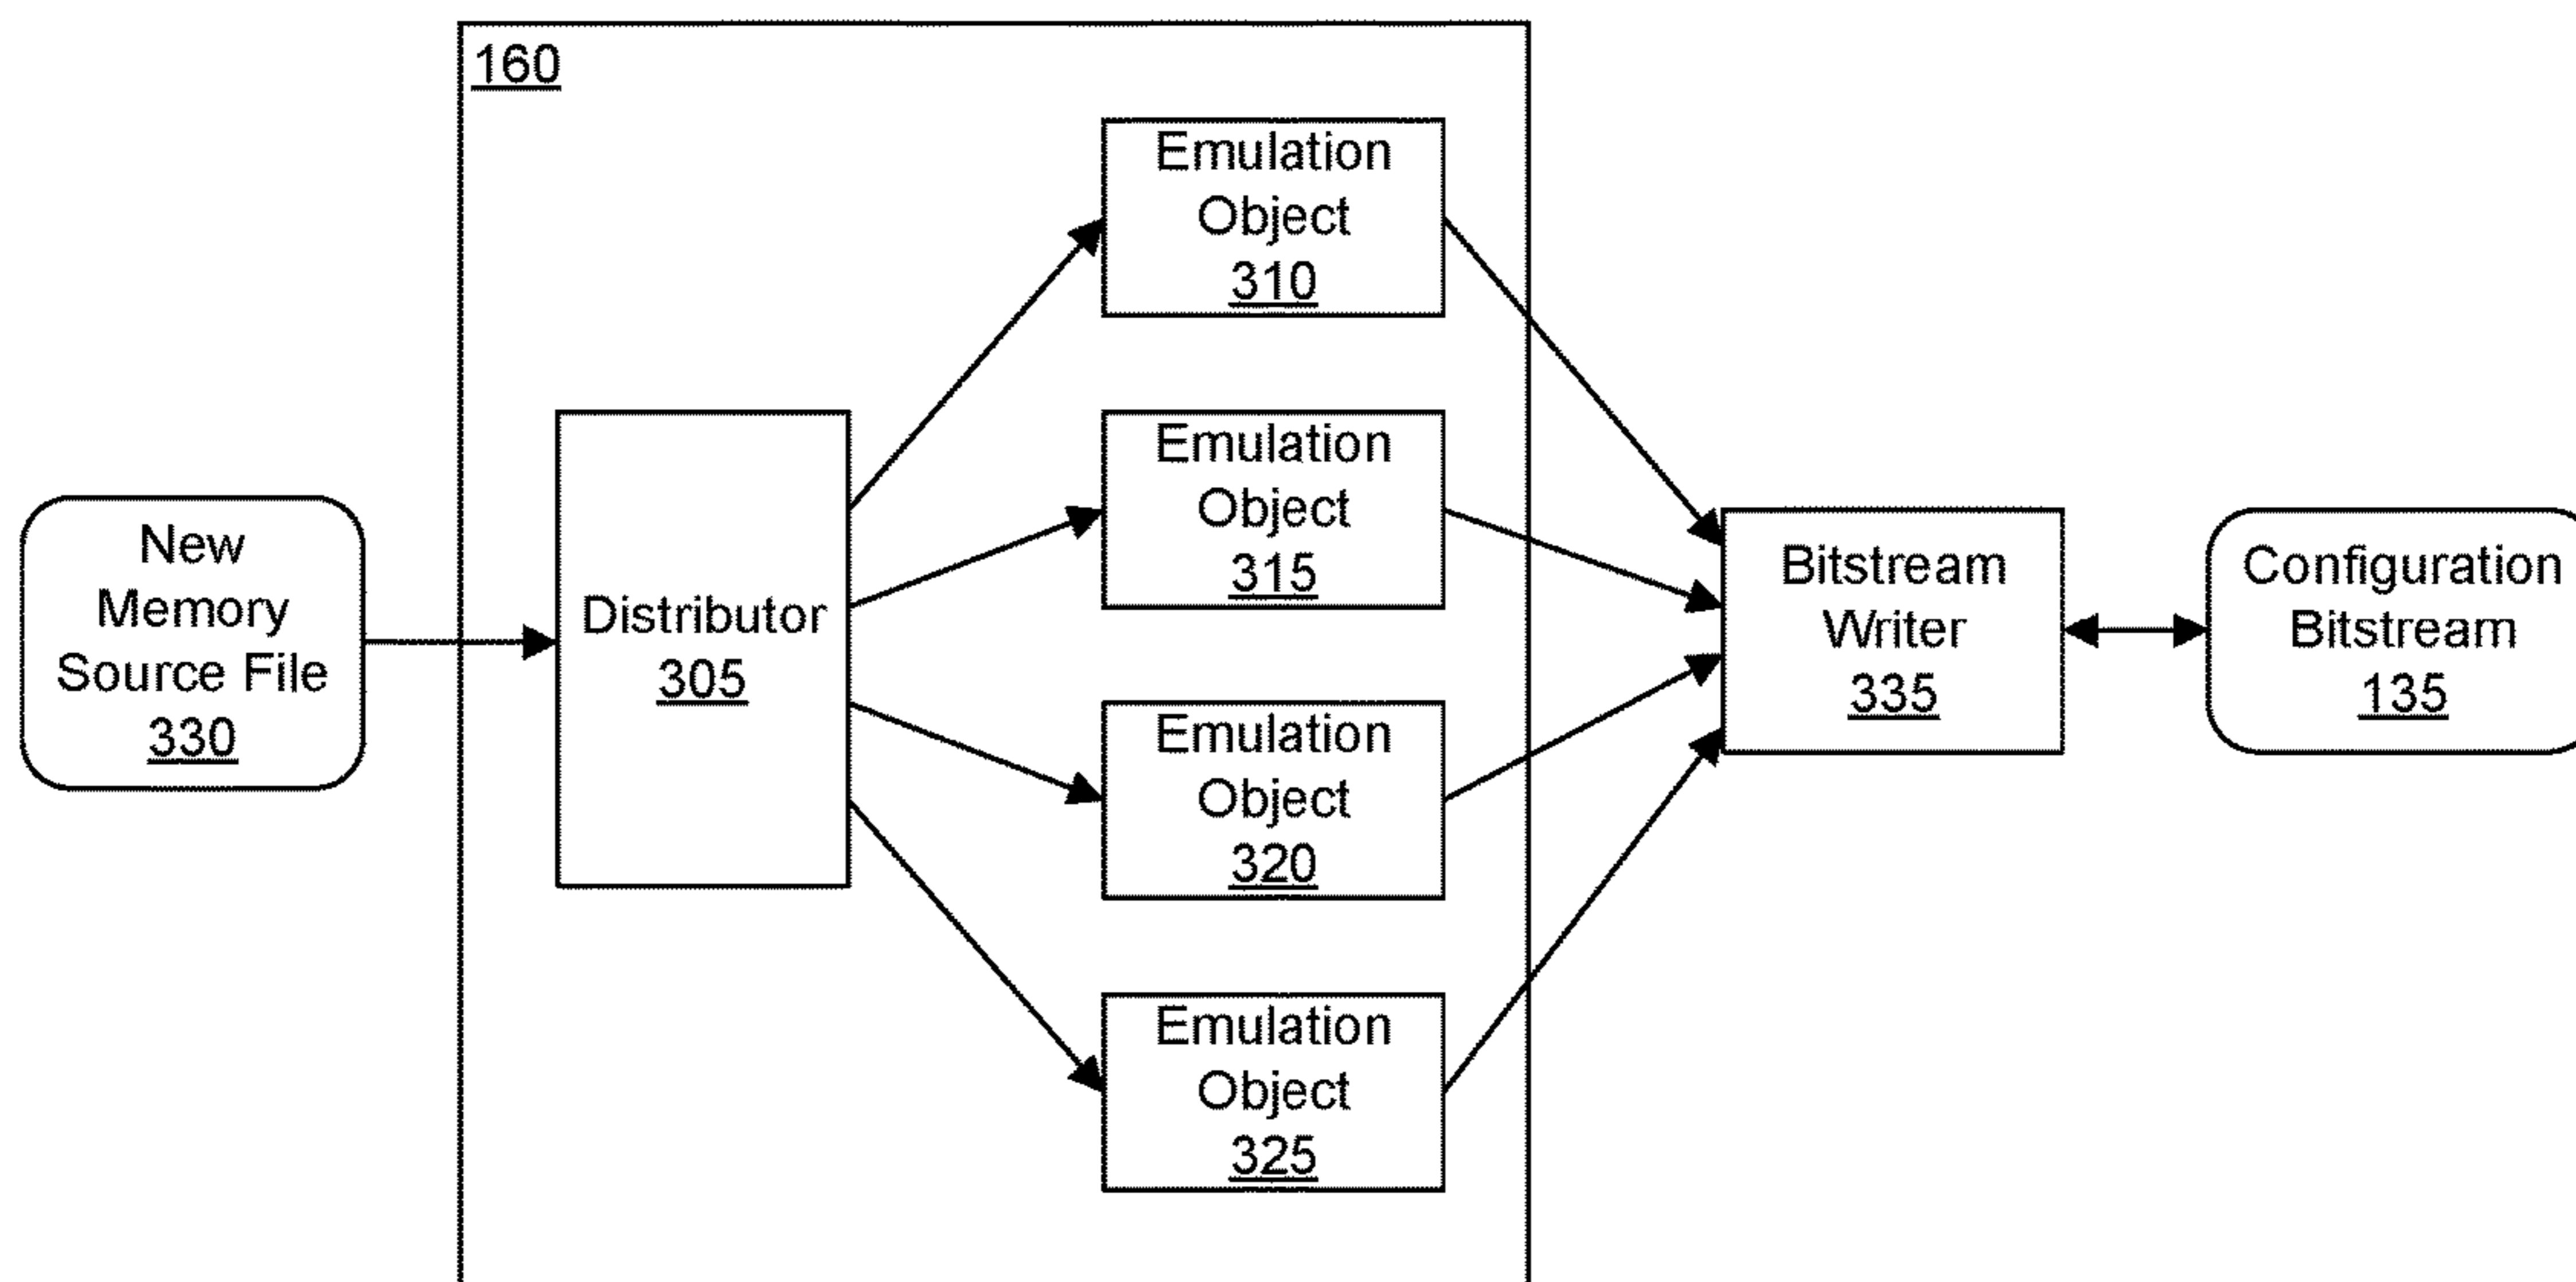 160
Emulation
Object
310
Emulation
Object
315
New
Memory
Source File
330
Distributor
305
Bitstream
Writer
335
Configuration
Bitstream
135
Emulation
Object
320
Emulation
Object
325